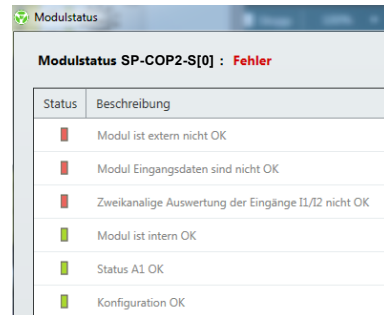 Modulstatus
Modulstatus SP-COP2-S[0] : Fehler
Status Beschreibung
Modul ist extern nicht OK
Modul Eingangsdaten sind nicht OK
Zweikanalige Auswertung der Eingänge I1/I2 nicht OK
Modul ist intern OK
Status A1 OK
Konfiguration OK